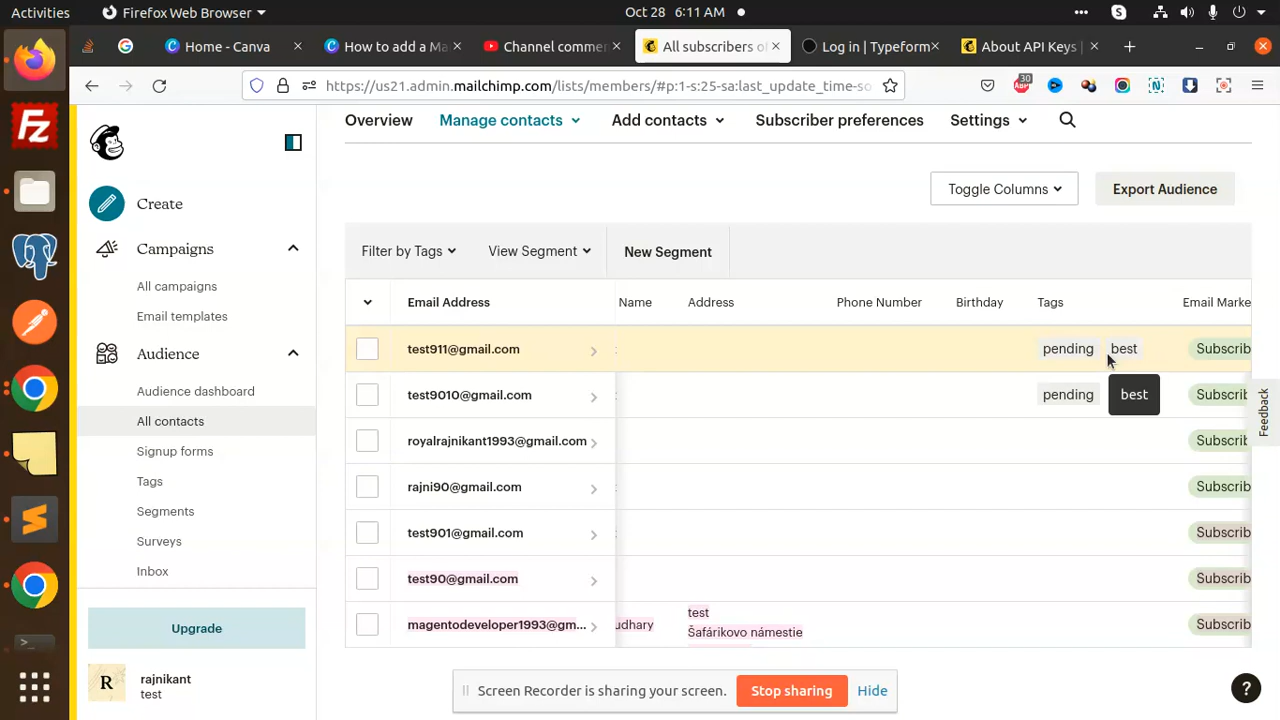 Activities
Firefox Web Browser
Oct 28 6:11 AM
Home - Canva
How to add a Ma
Channel comme
All subscribers of
Log in | Typeform
About API Keys |
https://us21.admin.mailchimp.com/lists/members/#p:1-s:25-sa:last_update_time-so
30
ABP
Overview
Manage contacts
Add contacts
Subscriber preferences
Settings
Create
Campaigns
All campaigns
Email templates
Audience
Audience dashboard
All contacts
Signup forms
Tags
Segments
Surveys
Inbox
Upgrade
R
rajnikant
test
Toggle Columns
Export Audience
Filter by Tags
View Segment
New Segment
Email Address
Name
Address
Phone Number
Birthday
Tags
Email Marke
test911@gmail.com
pending
best
Subscrib
test9010@gmail.com
pending
best
Subscrib
royalrajnikant1993@gmail.com
Subscrib
rajni90@gmail.com
Subscrib
test901@gmail.com
Subscrib
test90@gmail.com
Subscrib
magentodeveloper1993@gm...
udhary
test
Šafárikovo námestie
Subscrib
Feedback
Screen Recorder is sharing your screen.
Stop sharing
Hide
?